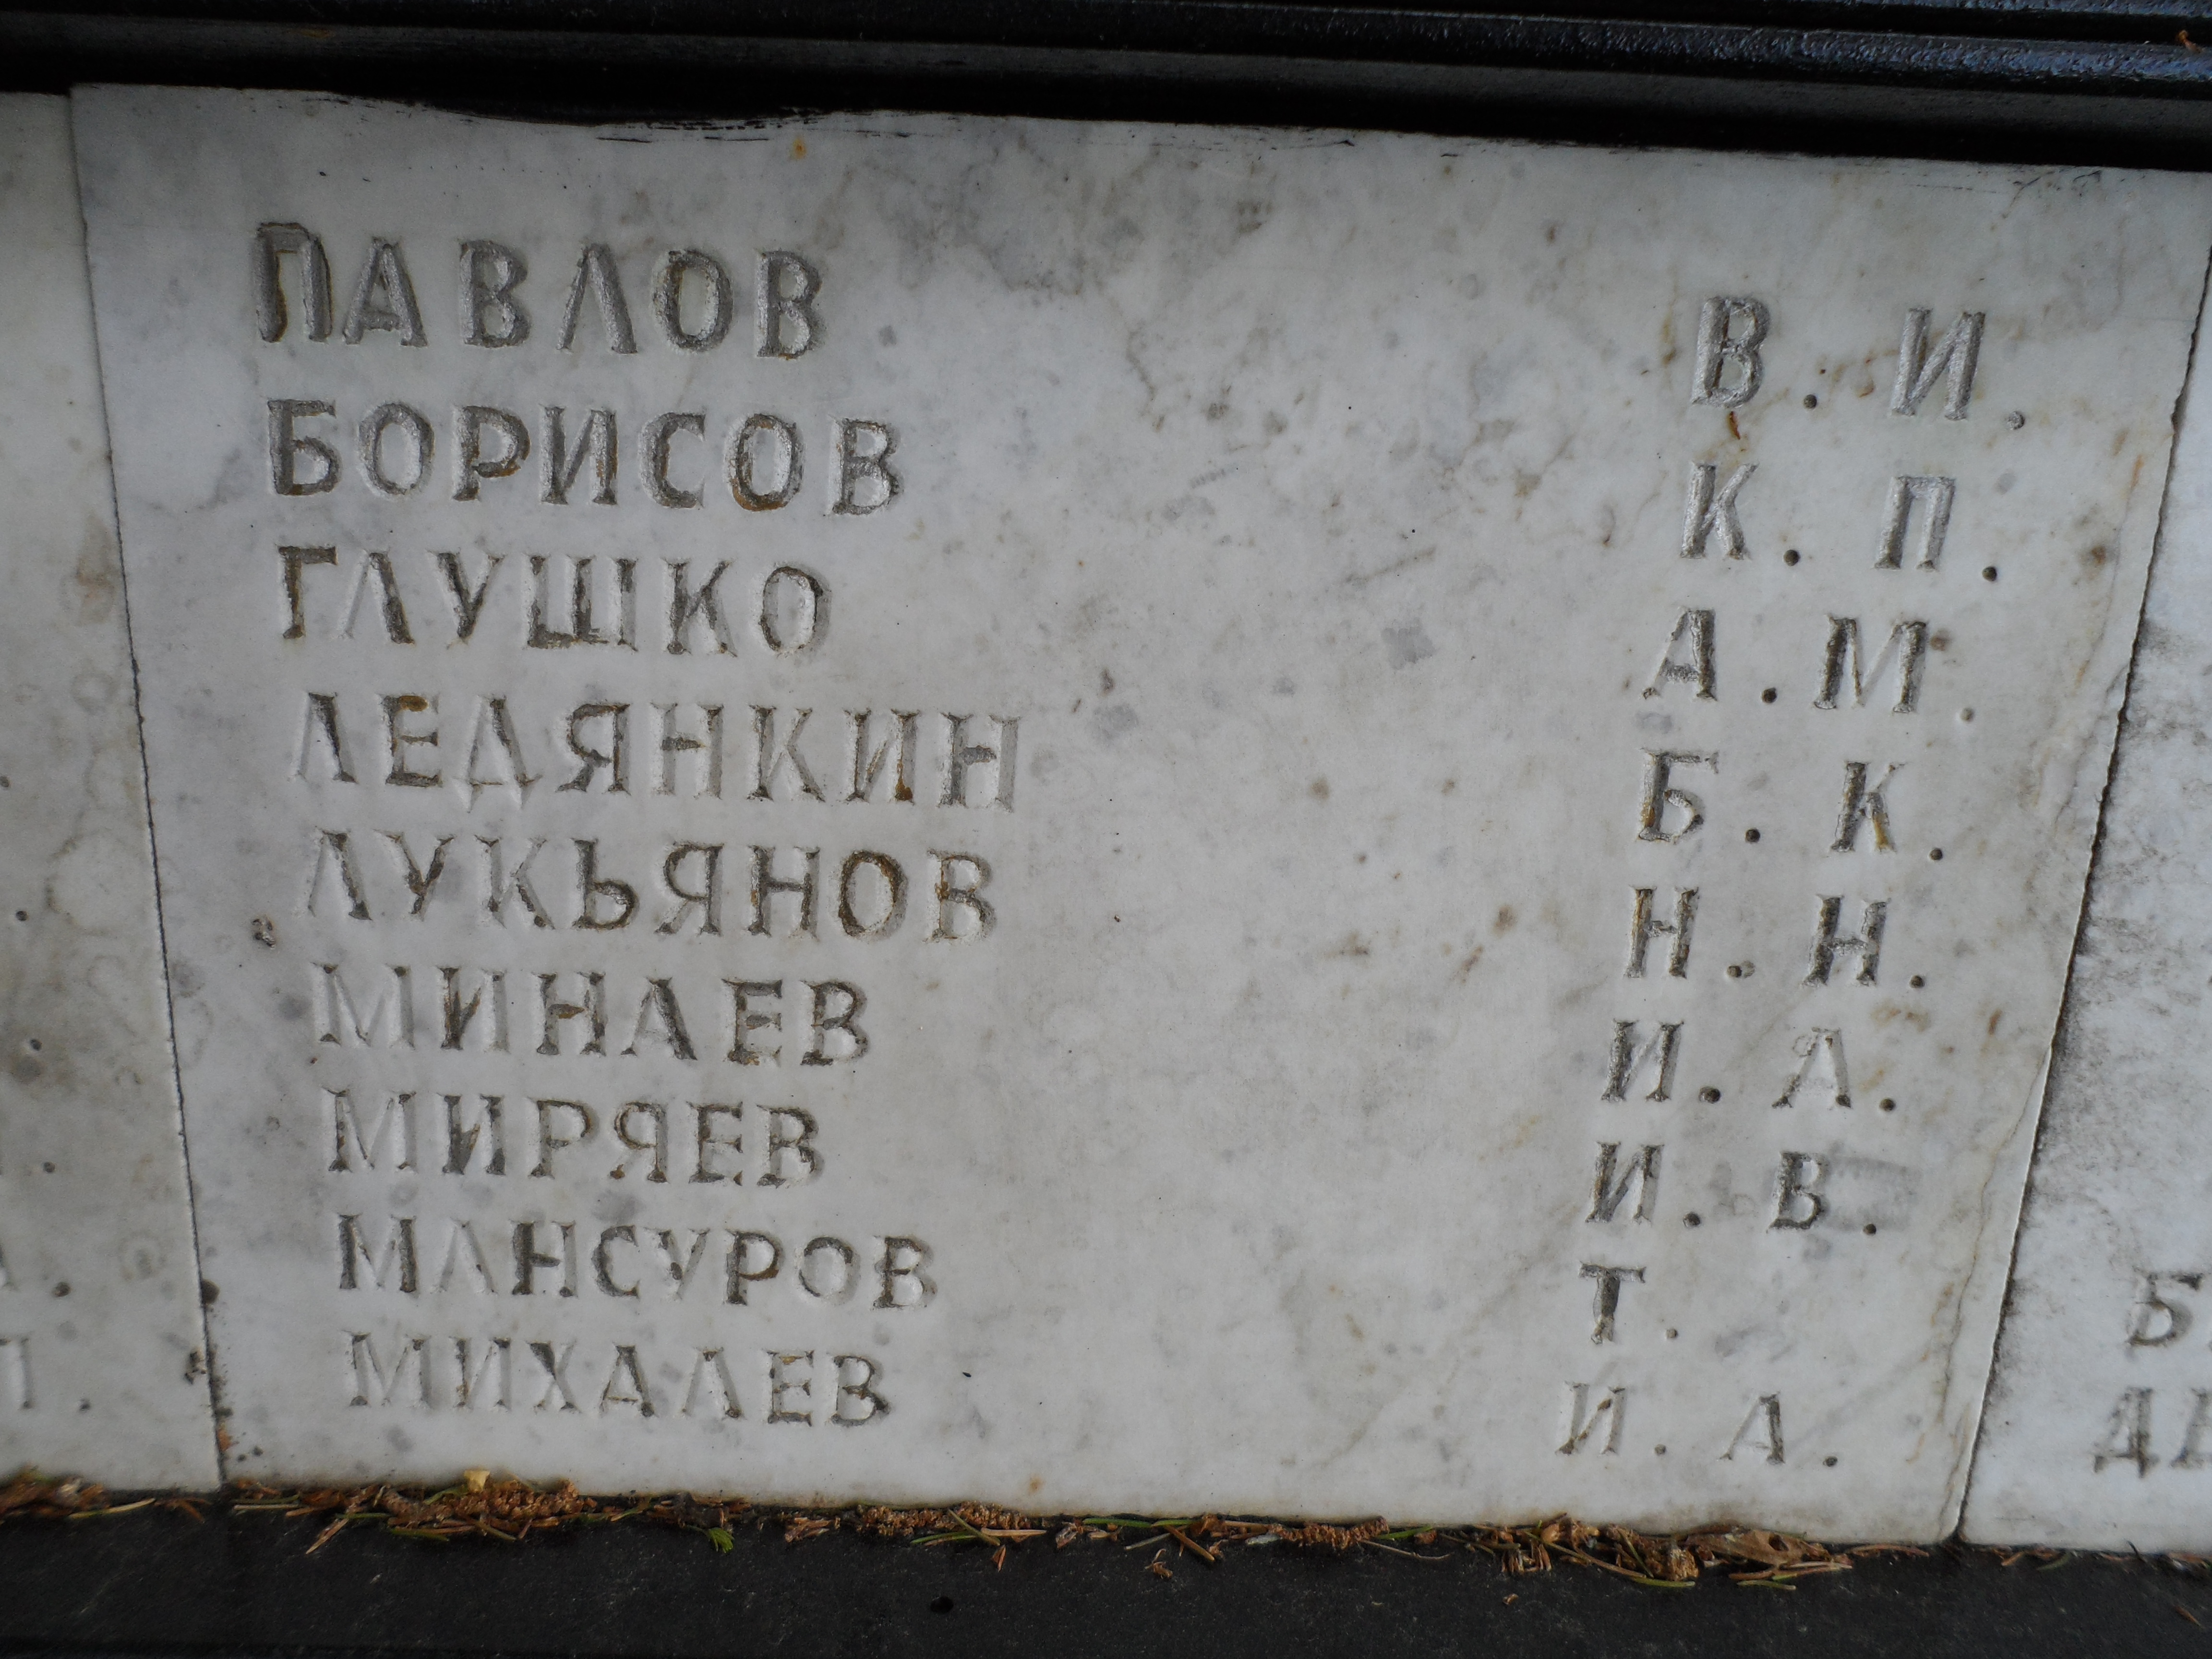 ПАВЛОВ В. И.
БОРИСОВ К. П.
ГЛУШКО А. М.
ЛЕДЯНКИН Б. К.
ЛУКЬЯНОВ Н. Н.
МИНАЕВ И. А.
МИРЯЕВ И. В.
МАНСУРОВ Т.
МИХАЛЕВ И. А.